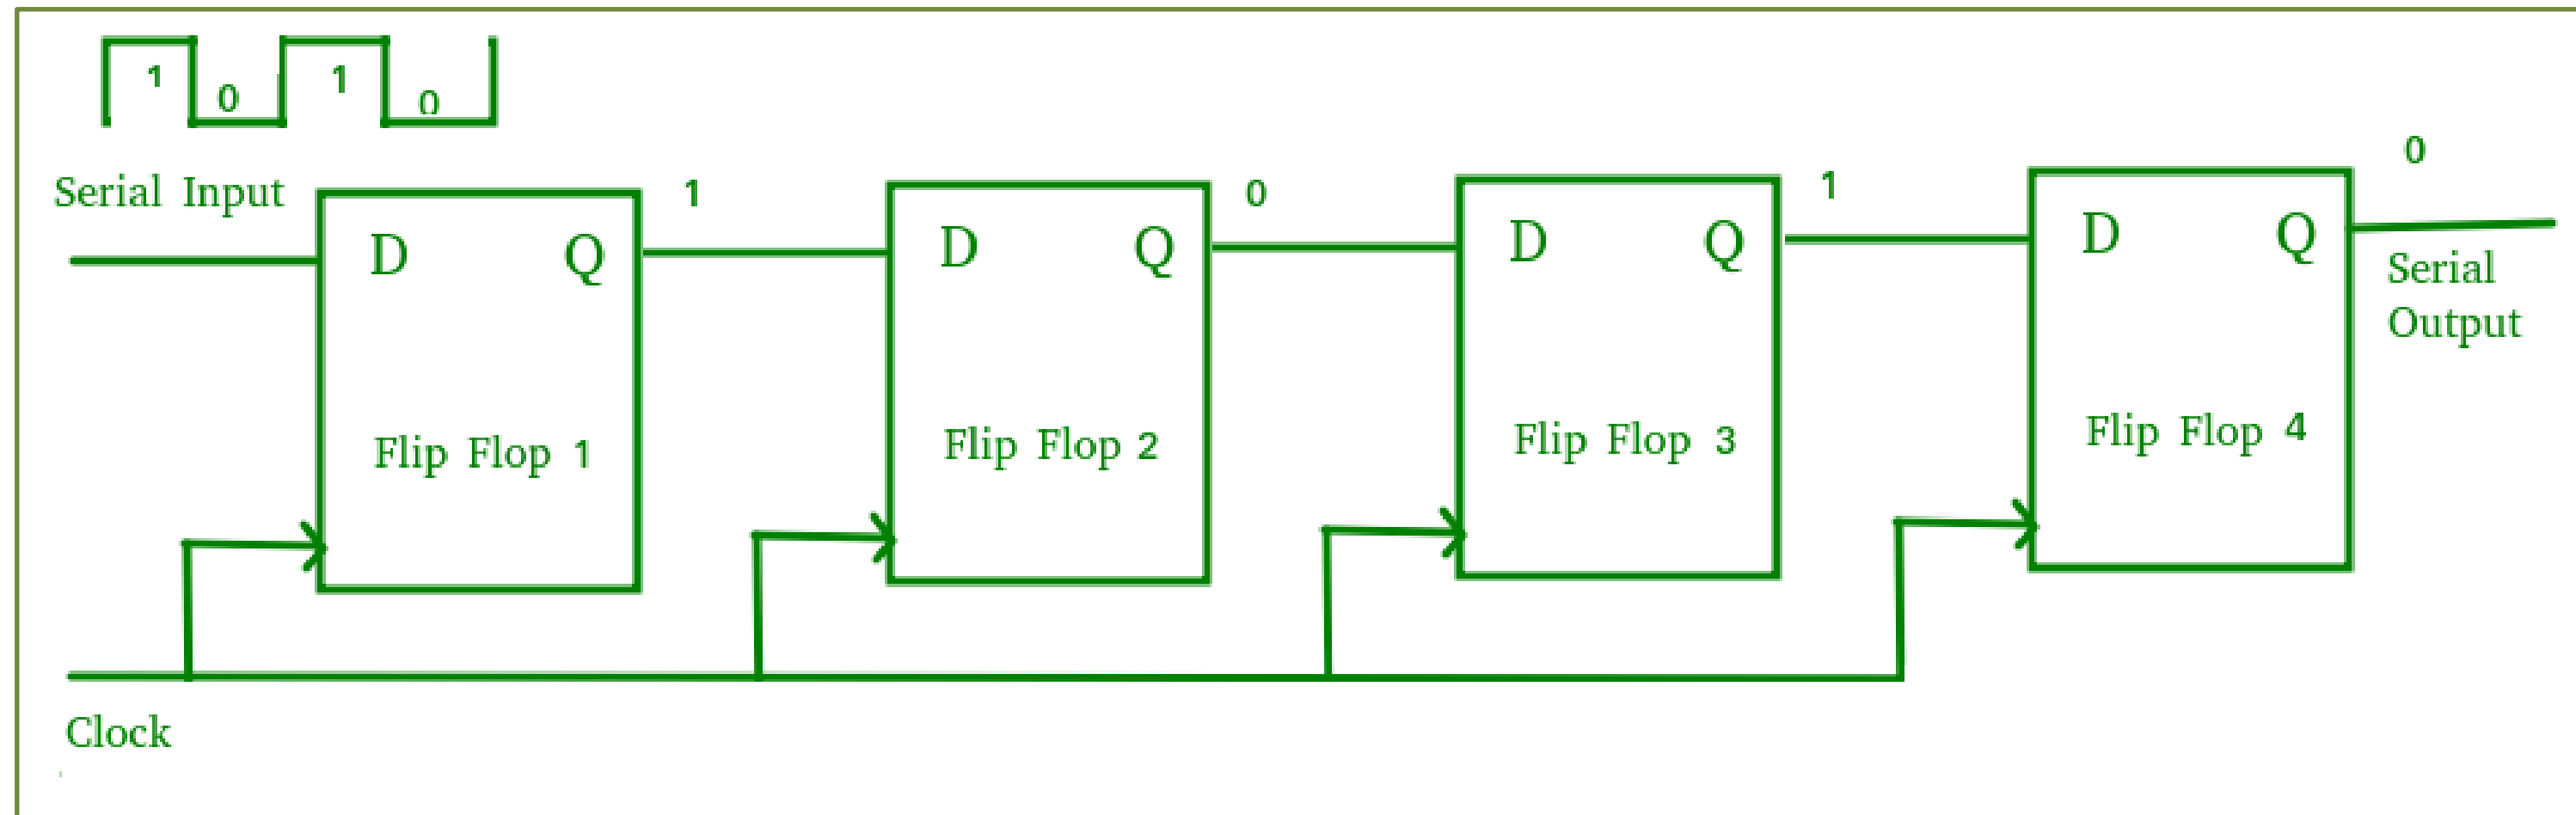 1 0 1 0
Serial Input
1 0 1 0
D Q D Q D Q D Q
Serial
Output
Flip Flop 1 Flip Flop 2 Flip Flop 3 Flip Flop 4
Clock